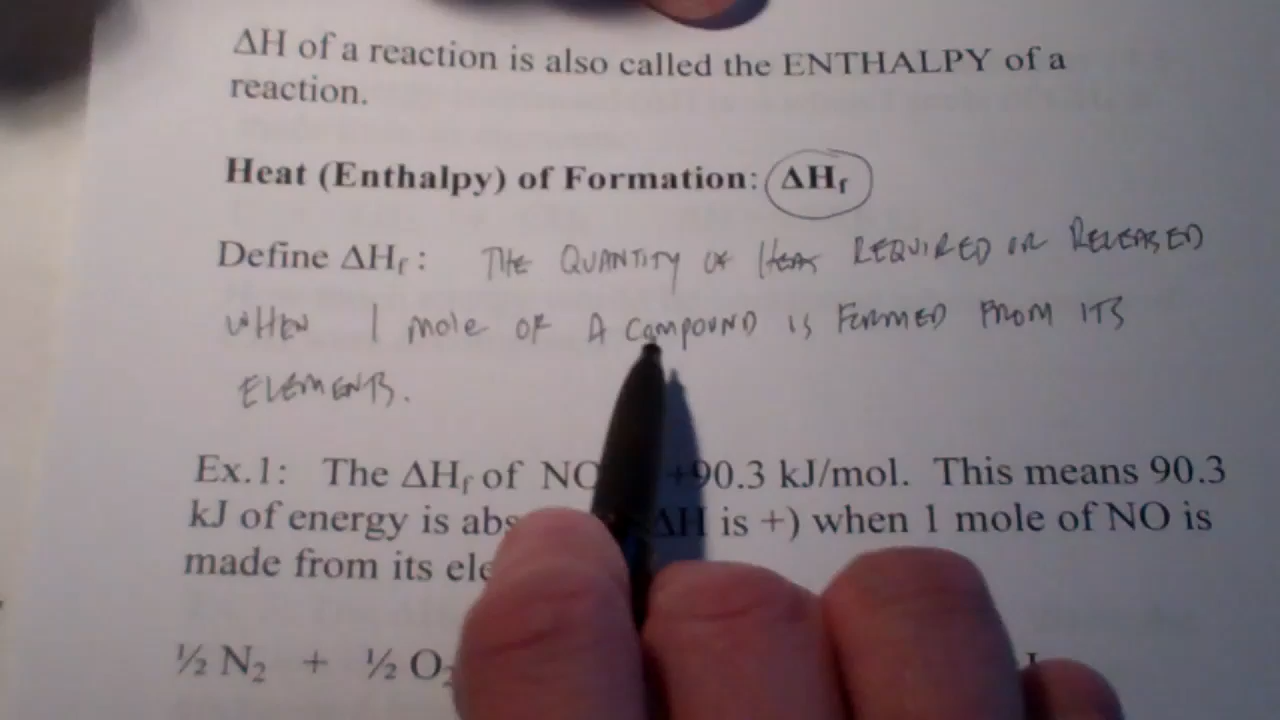 ΔH of a reaction is also called the ENTHALPY of a
reaction.
Heat (Enthalpy) of Formation: ΔHf
Define ΔHf: THE QUANTITY OF HEAT REQUIRED OR RELEASED
WHEN 1 mole OF A COMPOUND IS FORMED FROM ITS
ELEMENTS.
Ex.1: The ΔHf of NO +90.3 kJ/mol. This means 90.3
kJ of energy is ΔH is +) when 1 mole of NO is
made from its
½ N₂ + ½ O₂